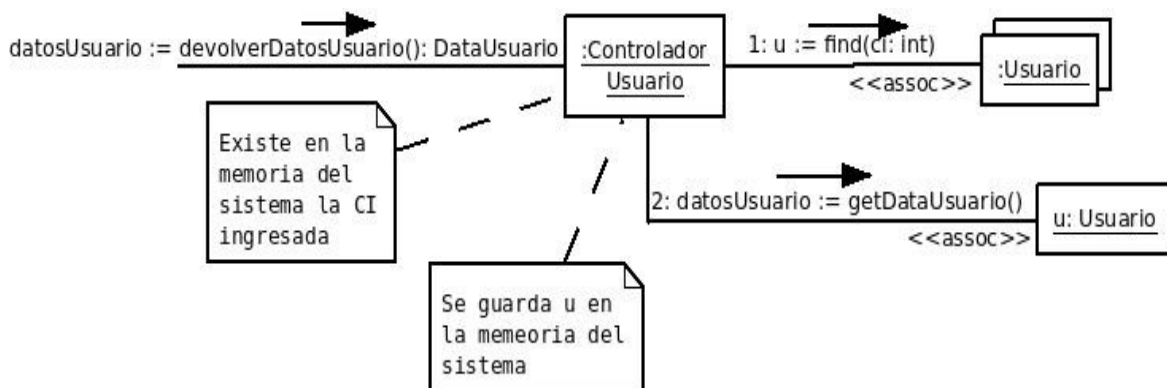 datosUsuario := devolverDatosUsuario(): DataUsuario
:Controlador
Usuario
1: u := find(ci: int)
<<assoc>>
:Usuario
Existe en la
memoria del
sistema la CI
ingresada
2: datosUsuario := getDataUsuario()
<<assoc>>
u: Usuario
Se guarda u en
la memeoria del
sistema